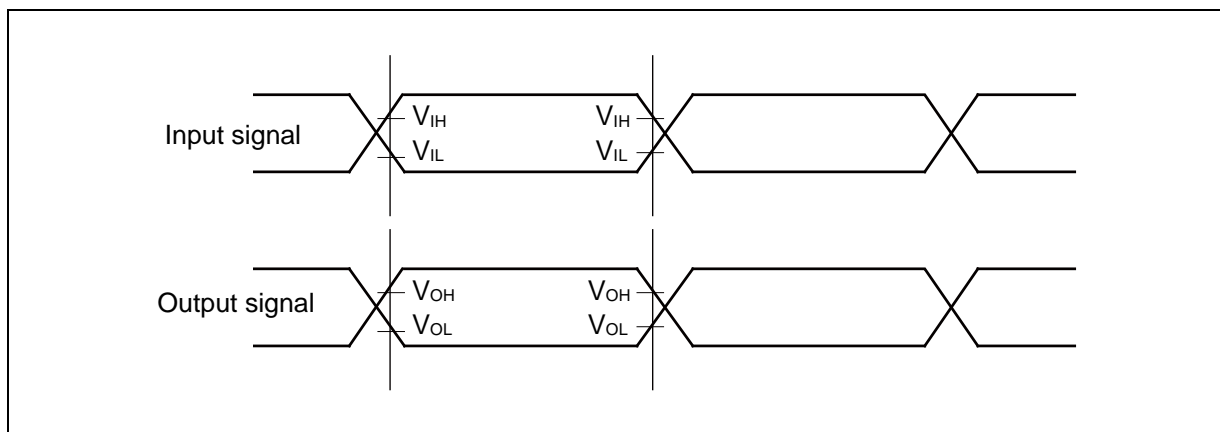 VIH VIH
Input signal
VIL VIL
VOH VOH
Output signal
VOL VOL